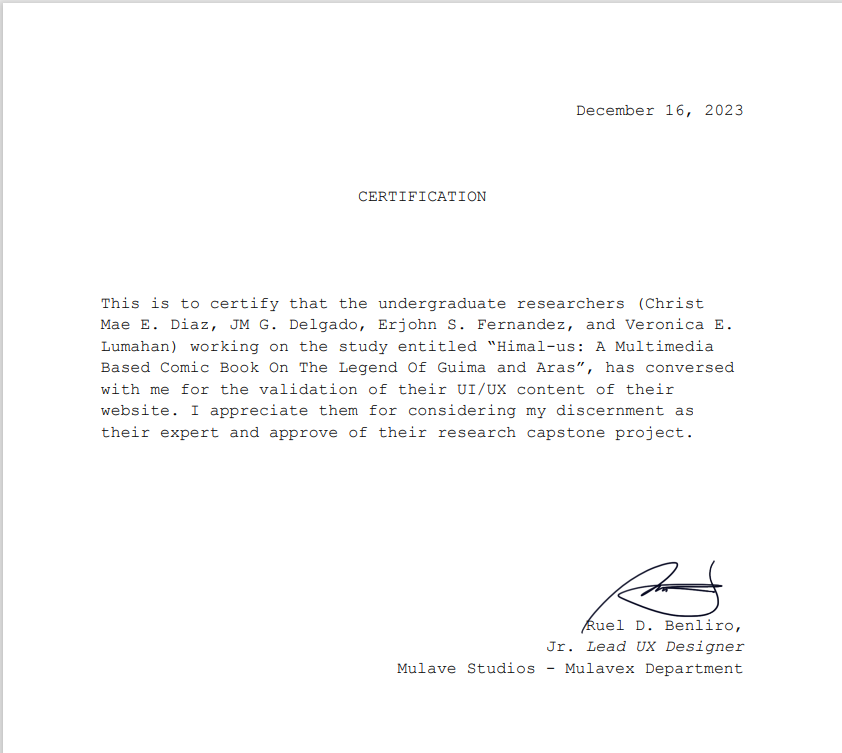 December 16, 2023
CERTIFICATION
This is to certify that the undergraduate researchers (Christ
Mae E. Diaz, JM G. Delgado, Erjohn S. Fernandez, and Veronica E.
Lumahan) working on the study entitled “Himal-us: A Multimedia
Based Comic Book On The Legend Of Guima and Aras”, has conversed
with me for the validation of their UI/UX content of their
website. I appreciate them for considering my discernment as
their expert and approve of their research capstone project.
Ruel D. Benliro,
Jr. Lead UX Designer
Mulave Studios - Mulavex Department